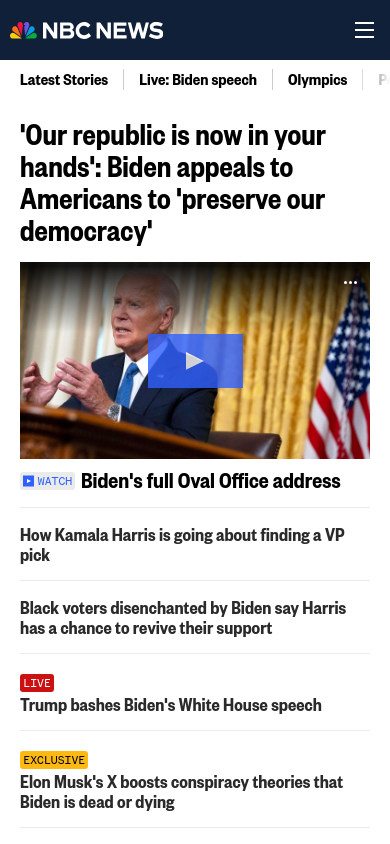 NBC NEWS
Latest Stories
Live: Biden speech
Olympics
'Our republic is now in your
hands': Biden appeals to
Americans to 'preserve our
democracy'
WATCH Biden's full Oval Office address
How Kamala Harris is going about finding a VP
pick
Black voters disenchanted by Biden say Harris
has a chance to revive their support
LIVE
Trump bashes Biden's White House speech
EXCLUSIVE
Elon Musk's X boosts conspiracy theories that
Biden is dead or dying